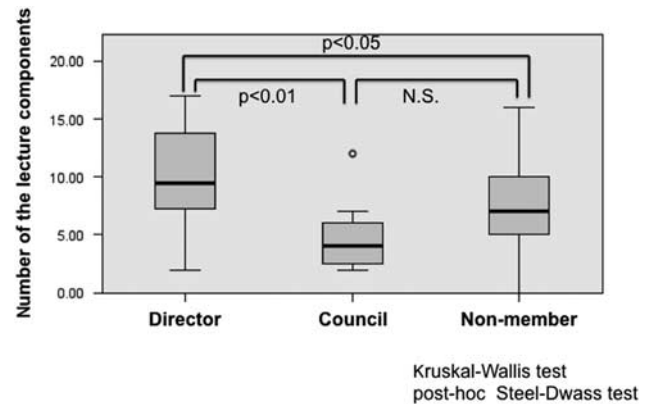 Number of the lecture components
20.00
15.00
10.00
5.00
0.00
p<0.05
p<0.01
N.S.
Director
Council
Non-member
Kruskal-Wallis test
post-hoc Steel-Dwass test